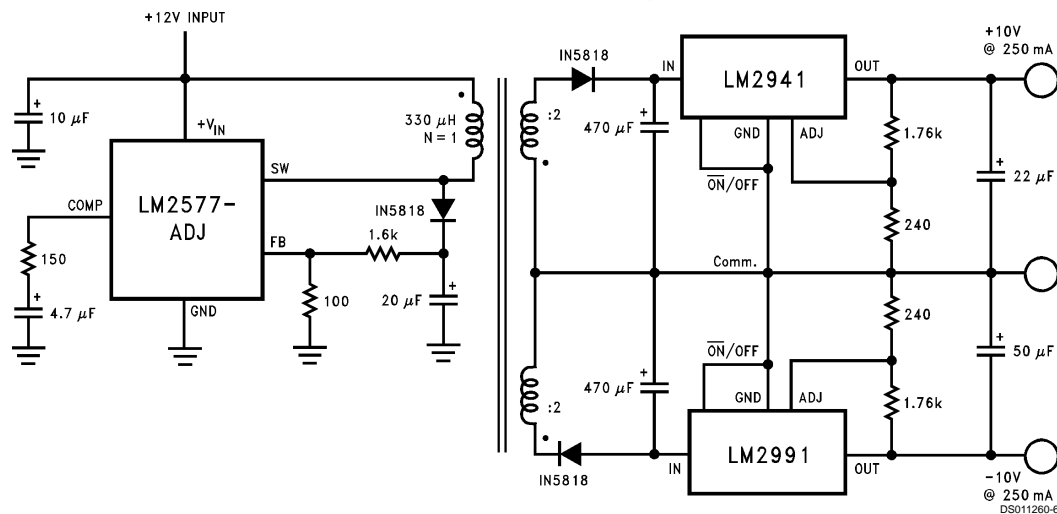 +12V INPUT
10 µF
+
+VIN
330 µH
N = 1
SW
COMP
LM2577-
ADJ
IN5818
1.6k
FB
150
+
4.7 µF
GND
100
20 µF
+
IN5818
:2
470 µF
+
IN
LM2941
OUT
GND
ADJ
ON/OFF
+10V
@ 250 mA
1.76k
+
22 µF
240
Comm.
240
+
50 µF
ON/OFF
470 µF
+
:2
GND
ADJ
1.76k
IN5818
IN
LM2991
OUT
−10V
@ 250 mA
DS011260-6